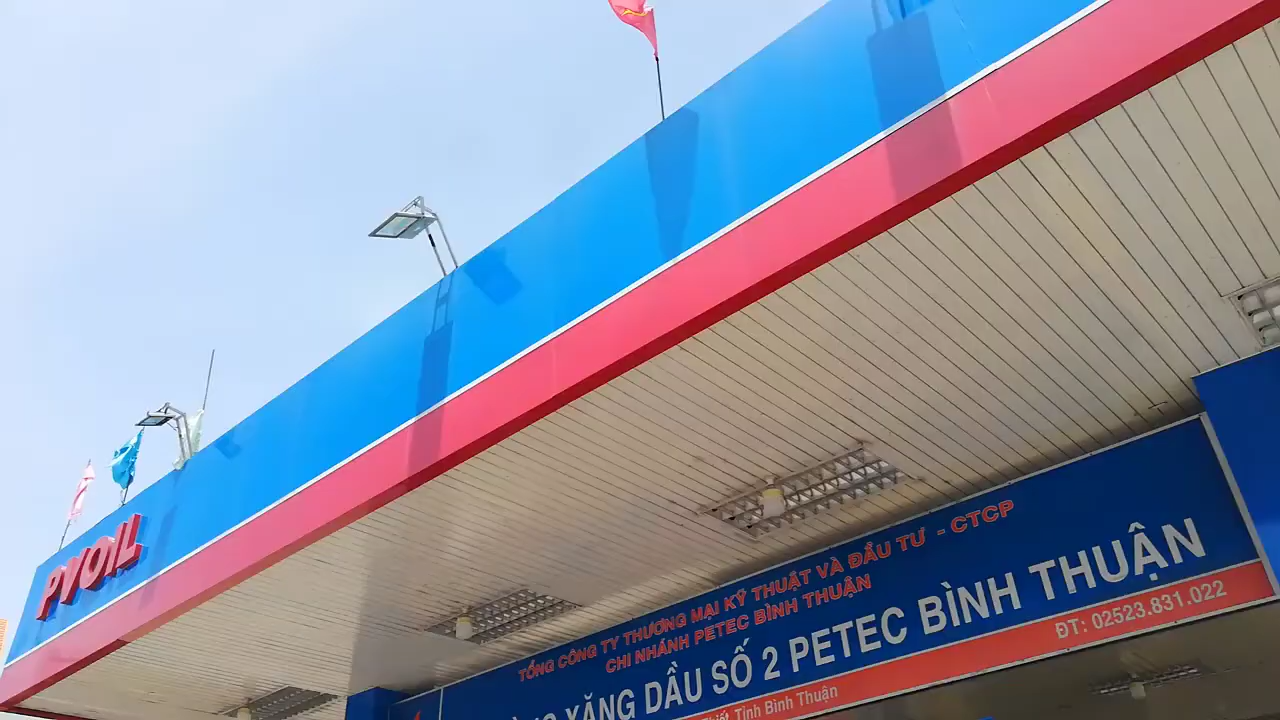 PVOIL
TỔNG CÔNG TY THƯƠNG MẠI KỸ THUẬT VÀ ĐẦU TƯ - CTCP
CHI NHÁNH PETEC BÌNH THUẬN
XĂNG DẦU SỐ 2 PETEC BÌNH THUẬN
Tỉnh Bình Thuận
ĐT: 02523.831.022